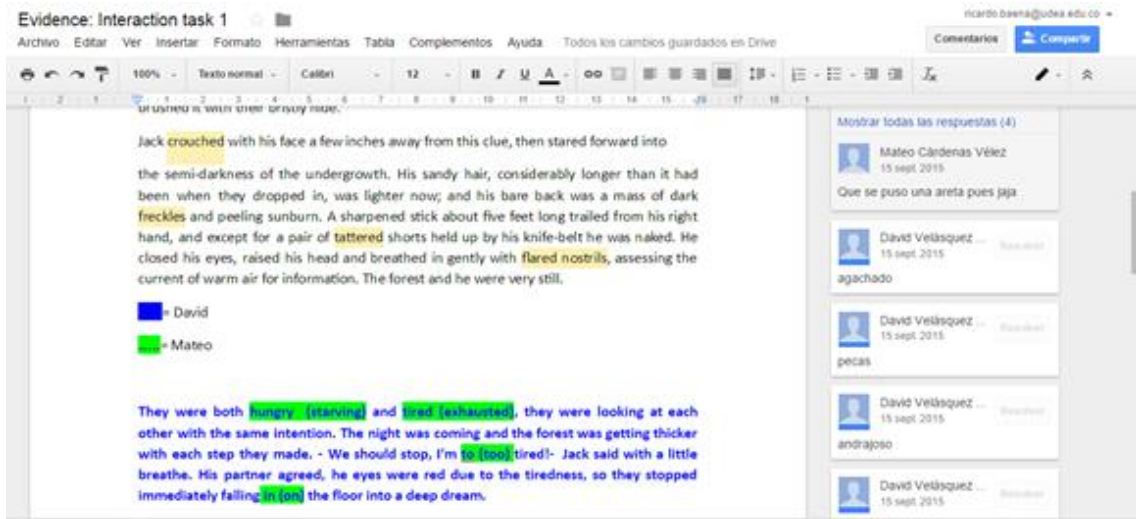 Evidence: Interaction task 1
ricardo.baena@udea.edu.co
Archivo Editar Ver Insertar Formato Herramientas Tabla Complementos Ayuda Todos los cambios guardados en Drive
Comentarios Compartir
100% Texto normal Calibri 12 B I U A
brushed it with their bristly hide.
Jack crouched with his face a few inches away from this clue, then stared forward into
the semi-darkness of the undergrowth. His sandy hair, considerably longer than it had
been when they dropped in, was lighter now; and his bare back was a mass of dark
freckles and peeling sunburn. A sharpened stick about five feet long trailed from his right
hand, and except for a pair of tattered shorts held up by his knife-belt he was naked. He
closed his eyes, raised his head and breathed in gently with flared nostrils, assessing the
current of warm air for information. The forest and he were very still.
= David
= Mateo
They were both hungry (starving) and tired (exhausted), they were looking at each
other with the same intention. The night was coming and the forest was getting thicker
with each step they made. - We should stop, I'm to (too) tired!- Jack said with a little
breathe. His partner agreed, he eyes were red due to the tiredness, so they stopped
immediately falling in (on) the floor into a deep dream.
Mostrar todas las respuestas (4)
Mateo Cárdenas Vélez
15 sept. 2015
Que se puso una areta pues jaja
David Velásquez ...
15 sept. 2015
agachado
David Velásquez ...
15 sept. 2015
pecas
David Velásquez ...
15 sept. 2015
andrajoso
David Velásquez ...
15 sept. 2015